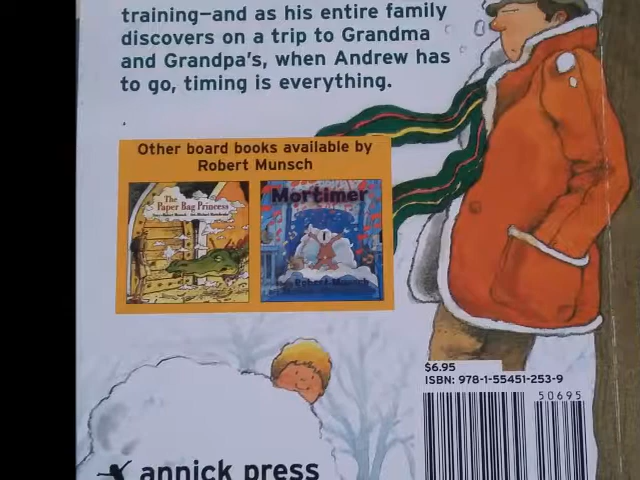 training—and as his entire family
discovers on a trip to Grandma
and Grandpa's, when Andrew has
to go, timing is everything.
Other board books available by
Robert Munsch
The
Paper Bag Princess
Mortimer
Robert Munsch
$6.95
ISBN: 978-1-55451-253-9
50695
annick press